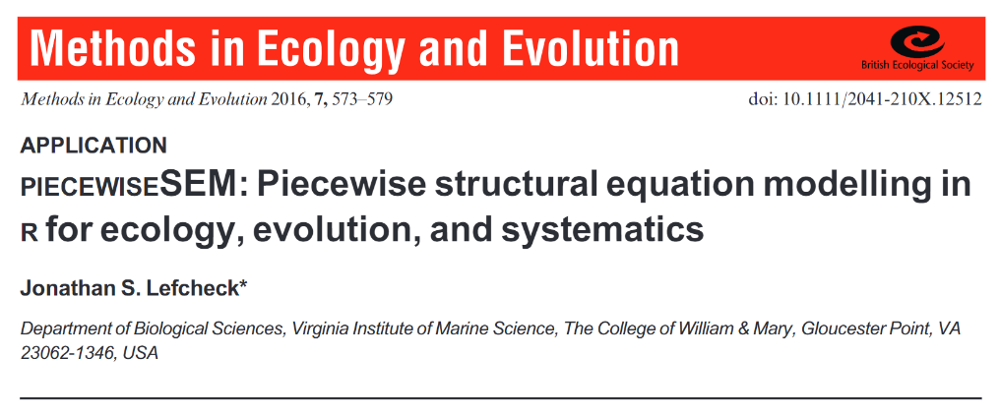 Methods in Ecology and Evolution
British Ecological Society
Methods in Ecology and Evolution 2016, 7, 573–579
doi: 10.1111/2041-210X.12512
APPLICATION
PIECEWISESEM: Piecewise structural equation modelling in
R for ecology, evolution, and systematics
Jonathan S. Lefcheck*
Department of Biological Sciences, Virginia Institute of Marine Science, The College of William & Mary, Gloucester Point, VA
23062-1346, USA